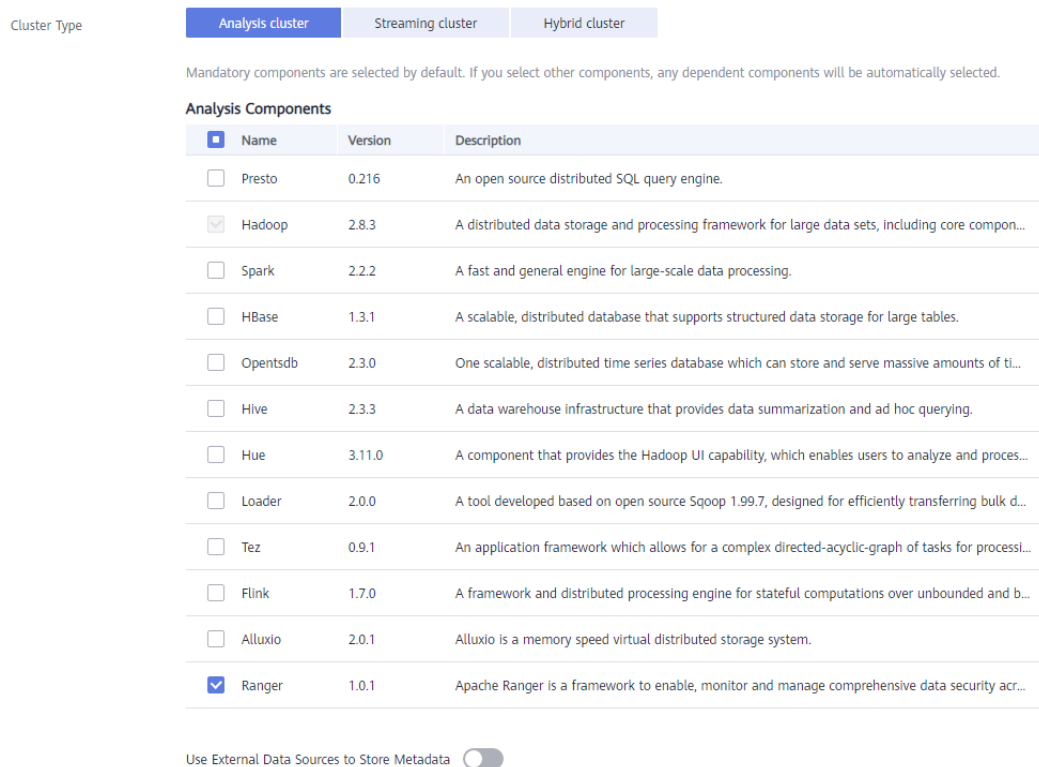 Cluster Type Analysis cluster Streaming cluster Hybrid cluster
Mandatory components are selected by default. If you select other components, any dependent components will be automatically selected.
Analysis Components
Name Version Description
Presto 0.216 An open source distributed SQL query engine.
Hadoop 2.8.3 A distributed data storage and processing framework for large data sets, including core compon...
Spark 2.2.2 A fast and general engine for large-scale data processing.
HBase 1.3.1 A scalable, distributed database that supports structured data storage for large tables.
Opentsdb 2.3.0 One scalable, distributed time series database which can store and serve massive amounts of ti...
Hive 2.3.3 A data warehouse infrastructure that provides data summarization and ad hoc querying.
Hue 3.11.0 A component that provides the Hadoop UI capability, which enables users to analyze and proces...
Loader 2.0.0 A tool developed based on open source Sqoop 1.99.7, designed for efficiently transferring bulk d...
Tez 0.9.1 An application framework which allows for a complex directed-acyclic-graph of tasks for processi...
Flink 1.7.0 A framework and distributed processing engine for stateful computations over unbounded and b...
Alluxio 2.0.1 Alluxio is a memory speed virtual distributed storage system.
Ranger 1.0.1 Apache Ranger is a framework to enable, monitor and manage comprehensive data security acr...
Use External Data Sources to Store Metadata